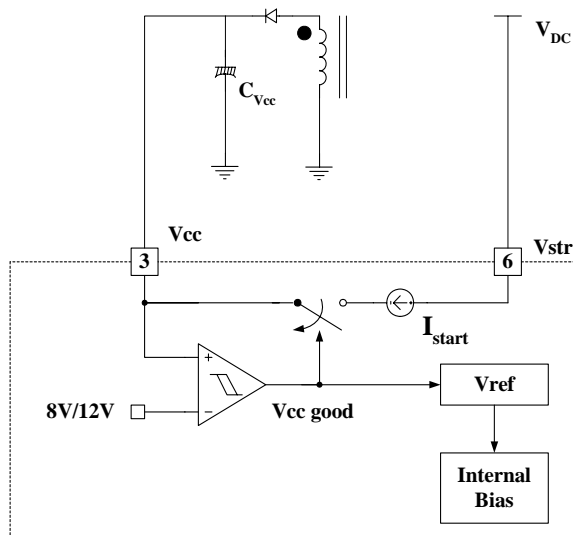 V_DC
C_Vcc
Vcc
Vstr
3
6
I_start
+
8V/12V
−
Vcc good
Vref
Internal
Bias